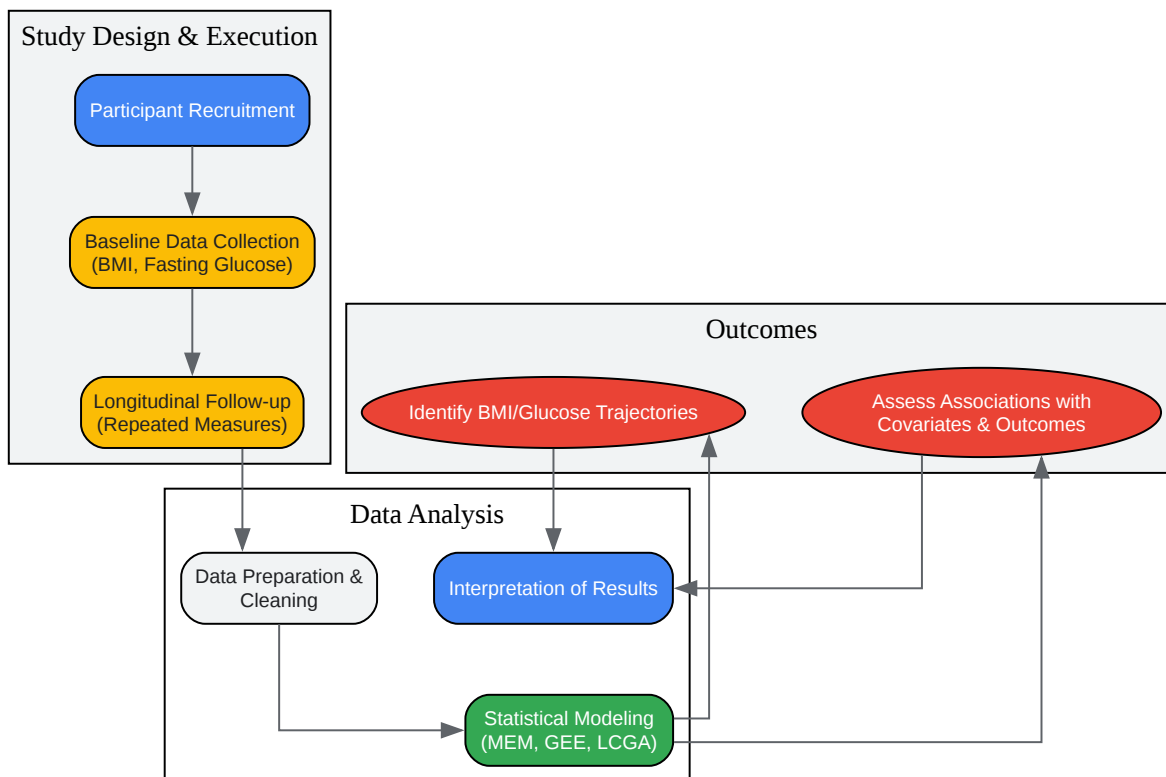 Study Design & Execution
Participant Recruitment
Baseline Data Collection
(BMI, Fasting Glucose)
Longitudinal Follow-up
(Repeated Measures)
Outcomes
Identify BMI/Glucose Trajectories
Assess Associations with
Covariates & Outcomes
Data Analysis
Data Preparation &
Cleaning
Interpretation of Results
Statistical Modeling
(MEM, GEE, LCGA)